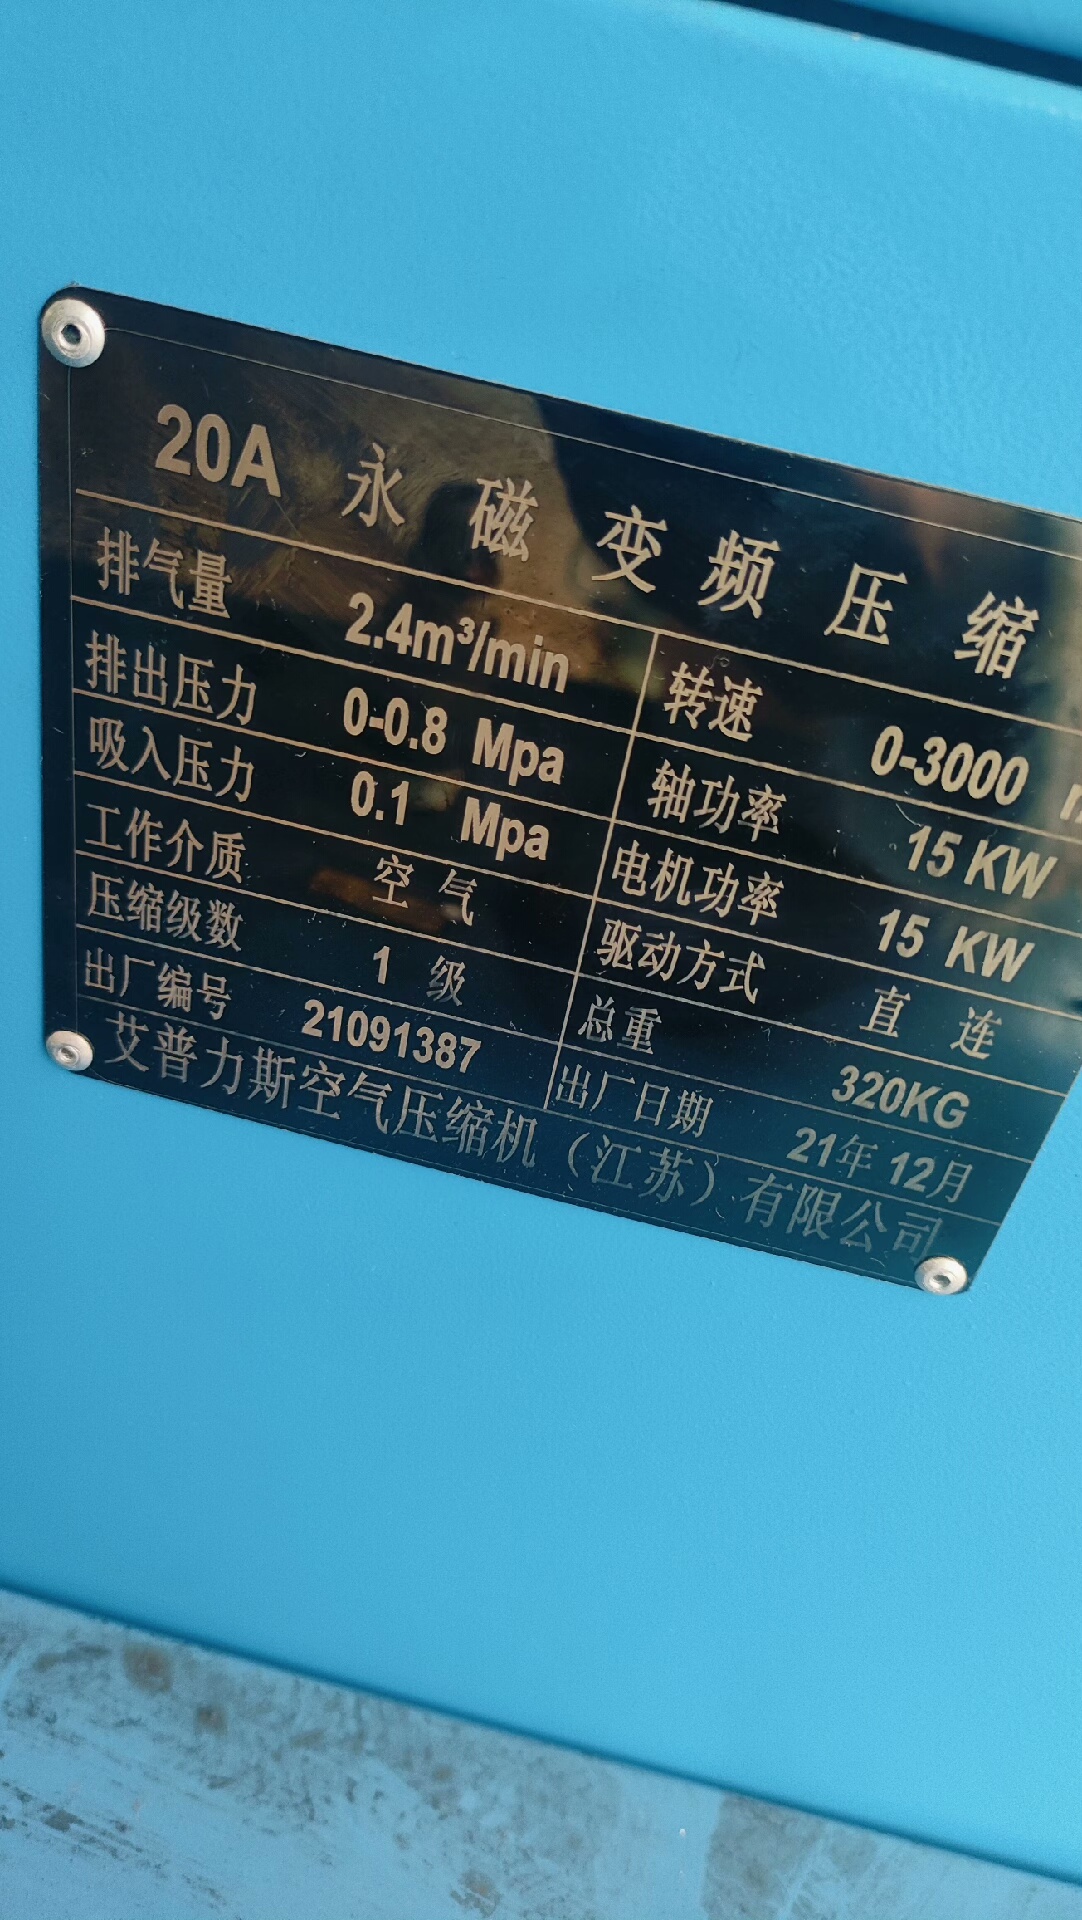 20A 永磁变频压缩
排气量 2.4m³/min 转速 0-3000
排出压力 0-0.8 Mpa 轴功率 15 KW
吸入压力 0.1 Mpa 电机功率 15 KW
工作介质 空气 驱动方式 直连
压缩级数 1 级 总重 320KG
出厂编号 21091387 出厂日期 21年 12月
艾普力斯空气压缩机（江苏）有限公司